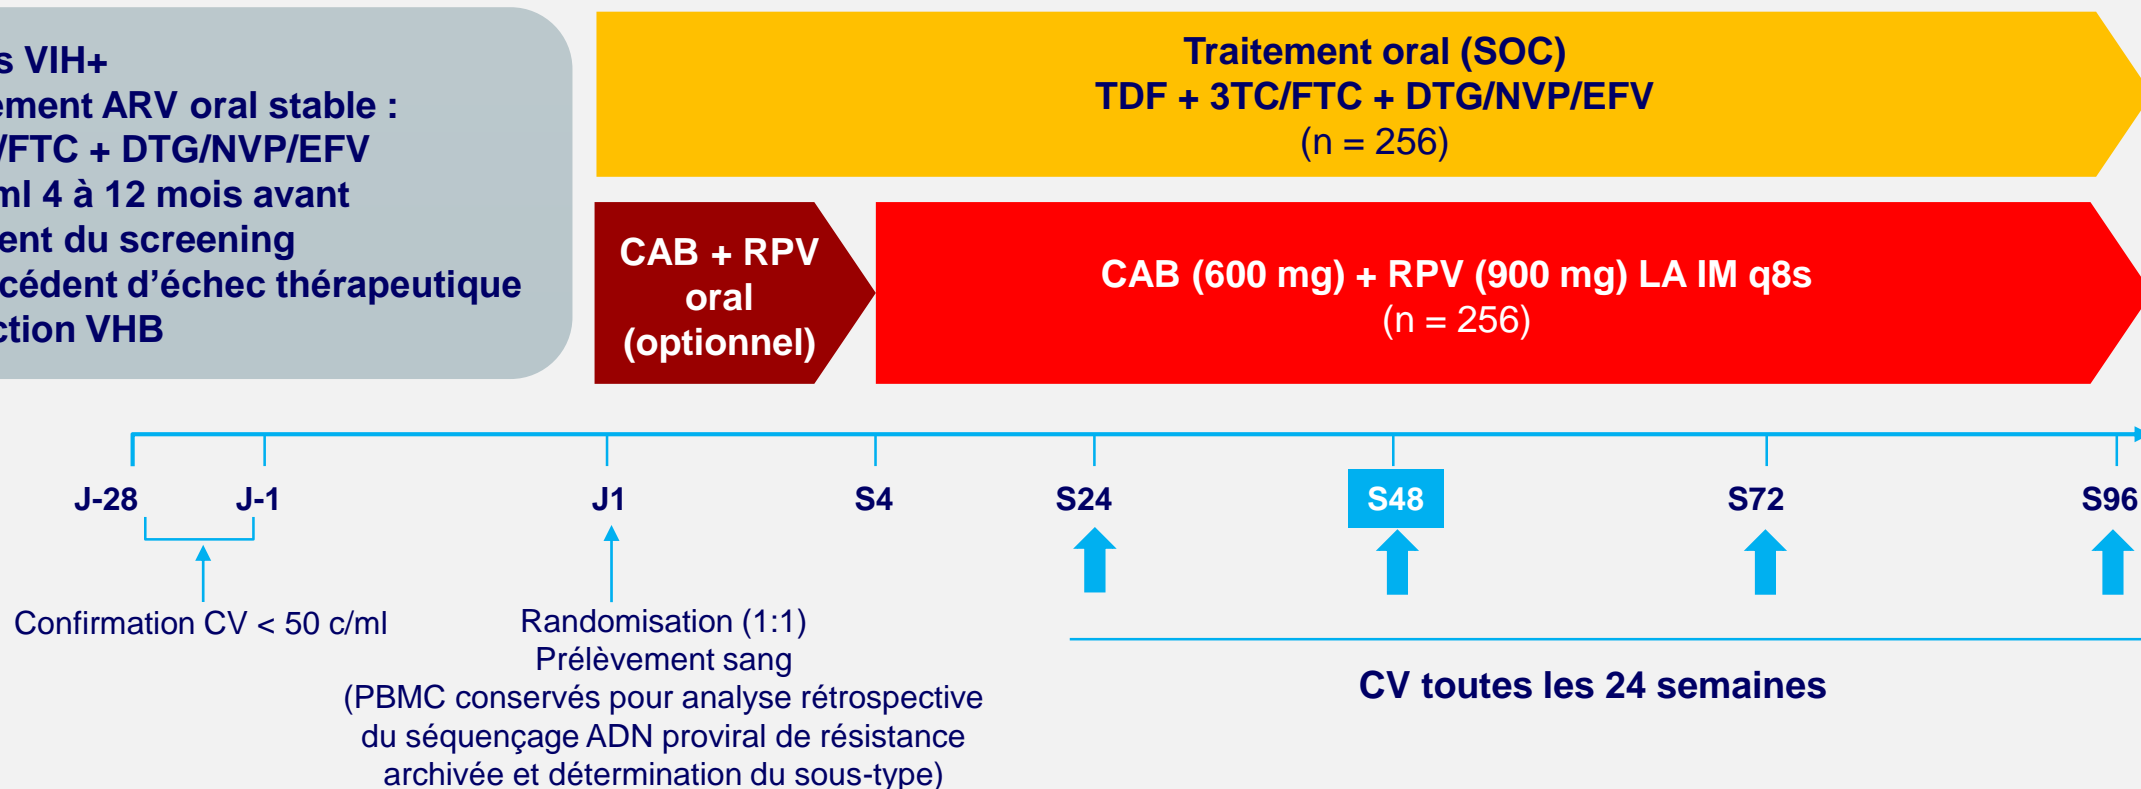 s VIH+
ement ARV oral stable :
/FTC + DTG/NVP/EFV
ml 4 à 12 mois avant
ent du screening
cédent d’échec thérapeutique
ction VHB
Traitement oral (SOC)
TDF + 3TC/FTC + DTG/NVP/EFV
(n = 256)
CAB + RPV
oral
(optionnel)
CAB (600 mg) + RPV (900 mg) LA IM q8s
(n = 256)
J-28 J-1 J1 S4 S24 S48 S72 S96
Confirmation CV < 50 c/ml
Randomisation (1:1)
Prélèvement sang
(PBMC conservés pour analyse rétrospective
du séquençage ADN proviral de résistance
archivée et détermination du sous-type)
CV toutes les 24 semaines